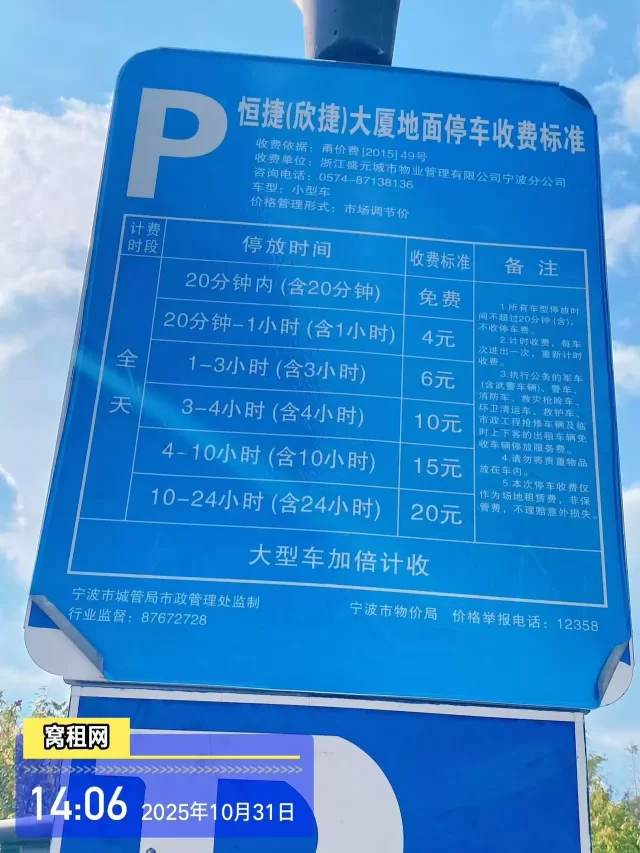 P
恒捷(欣捷)大厦地面停车收费标准
收费依据：甬价费[2015]49号
收费单位：浙江盛元城市物业管理有限公司宁波分公司
咨询电话：0574-87138136
车型：小型车
价格管理形式：市场调节价
计费时段 停放时间 收费标准 备注
全天
20分钟内(含20分钟) 免费
20分钟-1小时(含1小时) 4元
1-3小时(含3小时) 6元
3-4小时(含4小时) 10元
4-10小时(含10小时) 15元
10-24小时(含24小时) 20元
1.所有车型停放时
间不超过20分钟(含),
不收停车费。
2.计时收费，每车
次进出一次，重新计时
收费。
3.执行公务的军车
(含武警车辆)、警车、
消防车、救灾抢险车、
环卫清运车、救护车、
市政工程抢修车辆及临
时上下客的出租车辆免
收车辆停放服务费。
4.请勿将贵重物品
放在车内。
5.本次停车收费仅
作为场地租赁费，非保
管费，不理赔意外损失。
大型车加倍计收
宁波市城管局市政管理处监制
行业监督：87672728
宁波市物价局 价格举报电话：12358
窝租网
14:06 2025年10月31日